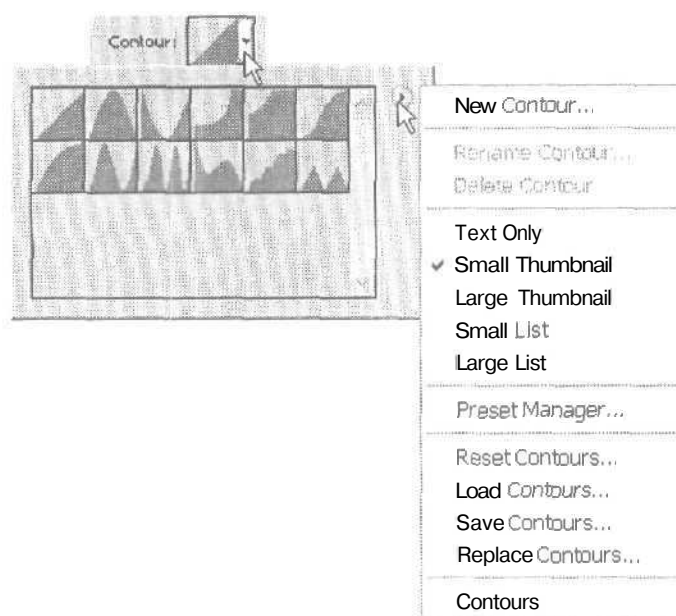 Contour:
New Contour...
Rename Contour...
Delete Contour
Text Only
Small Thumbnail
Large Thumbnail
Small List
Large List
Preset Manager...
Reset Contours...
Load Contours...
Save Contours...
Replace Contours...
Contours